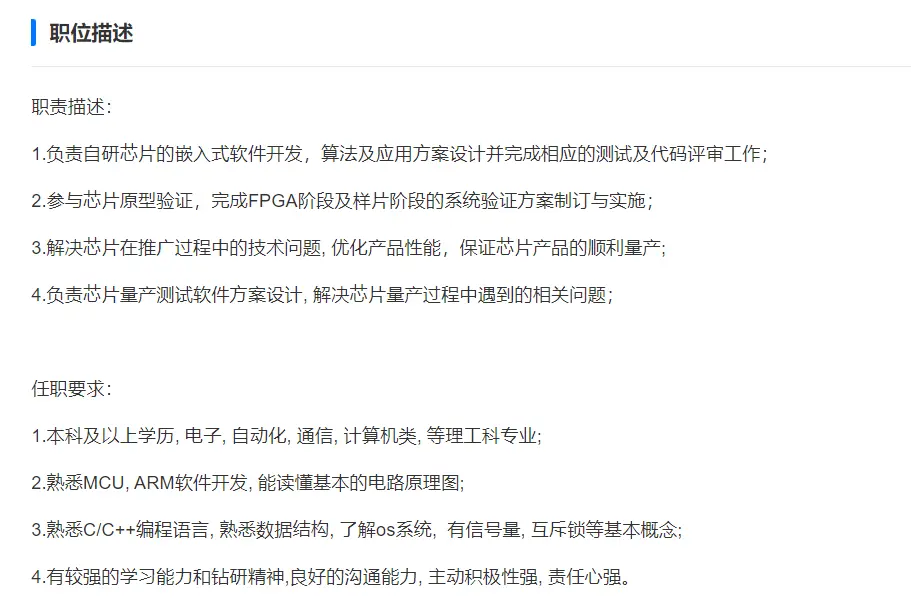 职位描述
职责描述：
1.负责自研芯片的嵌入式软件开发，算法及应用方案设计并完成相应的测试及代码评审工作；
2.参与芯片原型验证，完成FPGA阶段及样片阶段的系统验证方案制订与实施；
3.解决芯片在推广过程中的技术问题, 优化产品性能，保证芯片产品的顺利量产;
4.负责芯片量产测试软件方案设计, 解决芯片量产过程中遇到的相关问题；
任职要求：
1.本科及以上学历, 电子, 自动化, 通信, 计算机类, 等理工科专业;
2.熟悉MCU, ARM软件开发, 能读懂基本的电路原理图;
3.熟悉C/C++编程语言, 熟悉数据结构, 了解os系统，有信号量, 互斥锁等基本概念;
4.有较强的学习能力和钻研精神,良好的沟通能力, 主动积极性强, 责任心强。